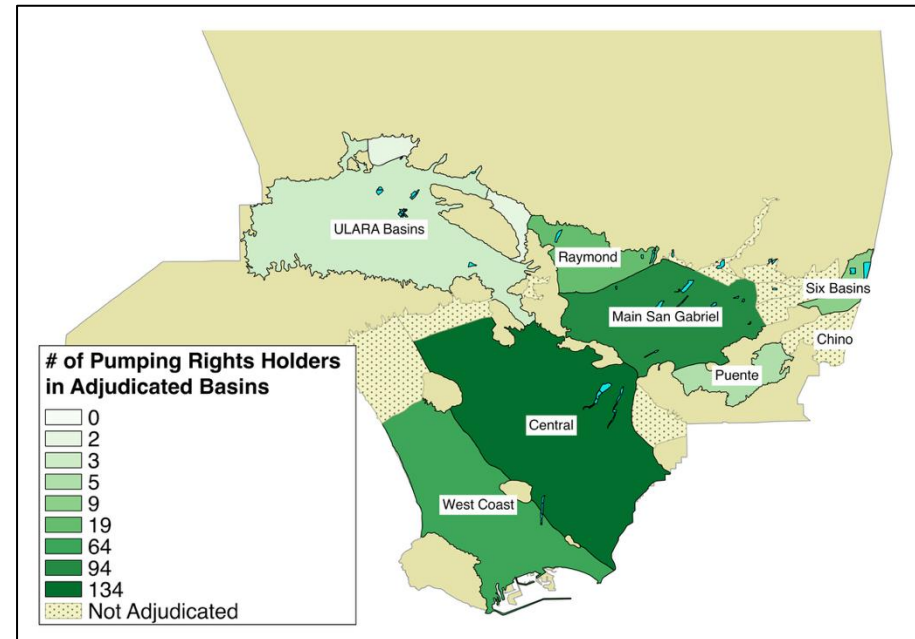 ULARA Basins
Raymond
Six Basins
Main San Gabriel
Chino
Puente
Central
West Coast
# of Pumping Rights Holders
in Adjudicated Basins
0
2
3
5
9
19
64
94
134
Not Adjudicated